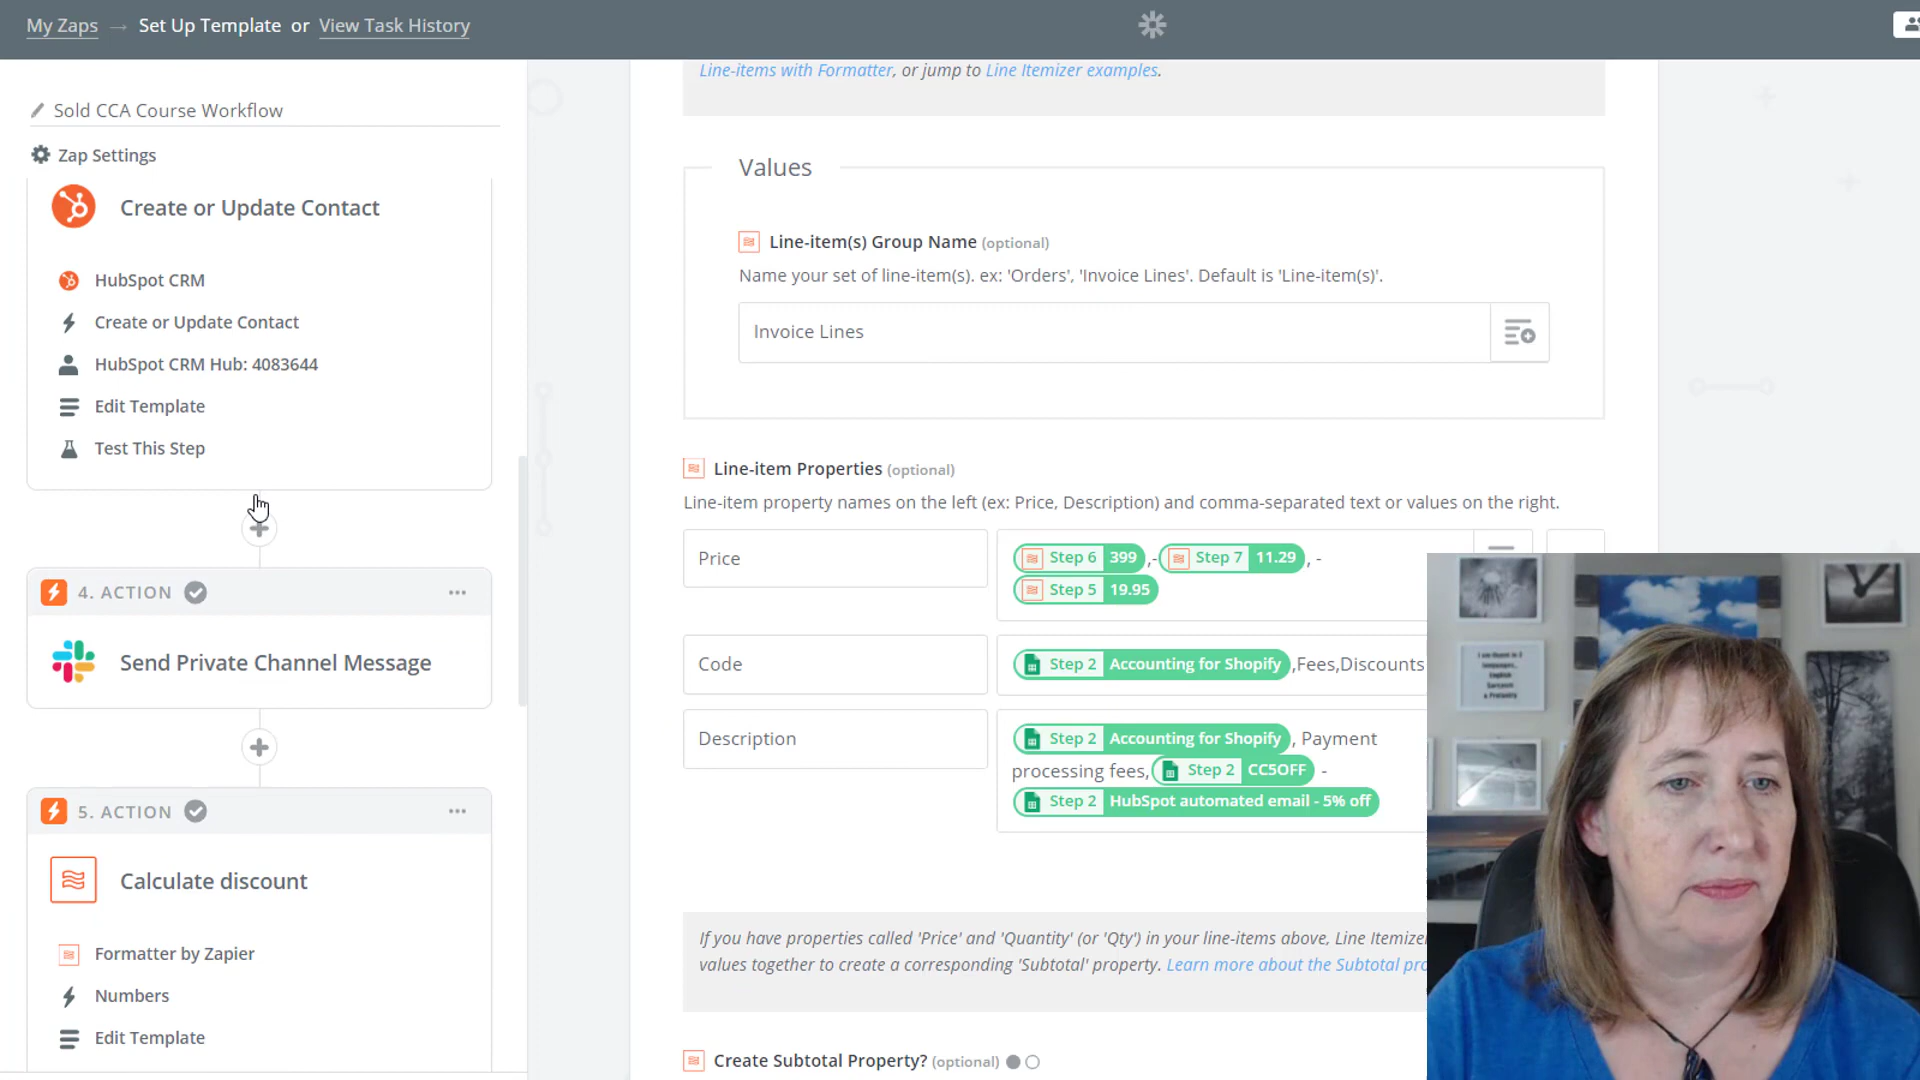 My Zaps → Set Up Template or View Task History
Sold CCA Course Workflow
Zap Settings
Create or Update Contact
HubSpot CRM
Create or Update Contact
HubSpot CRM Hub: 4083644
Edit Template
Test This Step
4. ACTION
Send Private Channel Message
5. ACTION
Calculate discount
Formatter by Zapier
Numbers
Edit Template
Line-items with Formatter, or jump to Line Itemizer examples.
Values
Line-item(s) Group Name (optional)
Name your set of line-item(s). ex: 'Orders', 'Invoice Lines'. Default is 'Line-item(s)'.
Invoice Lines
Line-item Properties (optional)
Line-item property names on the left (ex: Price, Description) and comma-separated text or values on the right.
Price
Step 6 399 ,- Step 7 11.29 , -
Step 5 19.95
Code
Step 2 Accounting for Shopify ,Fees,Discounts
Description
Step 2 Accounting for Shopify , Payment
processing fees, Step 2 CC5OFF -
Step 2 HubSpot automated email - 5% off
If you have properties called 'Price' and 'Quantity' (or 'Qty') in your line-items above, Line Itemizer
values together to create a corresponding 'Subtotal' property. Learn more about the Subtotal pro
Create Subtotal Property? (optional)
I am fluent in 3
languages...
English
Sarcasm
& Profanity